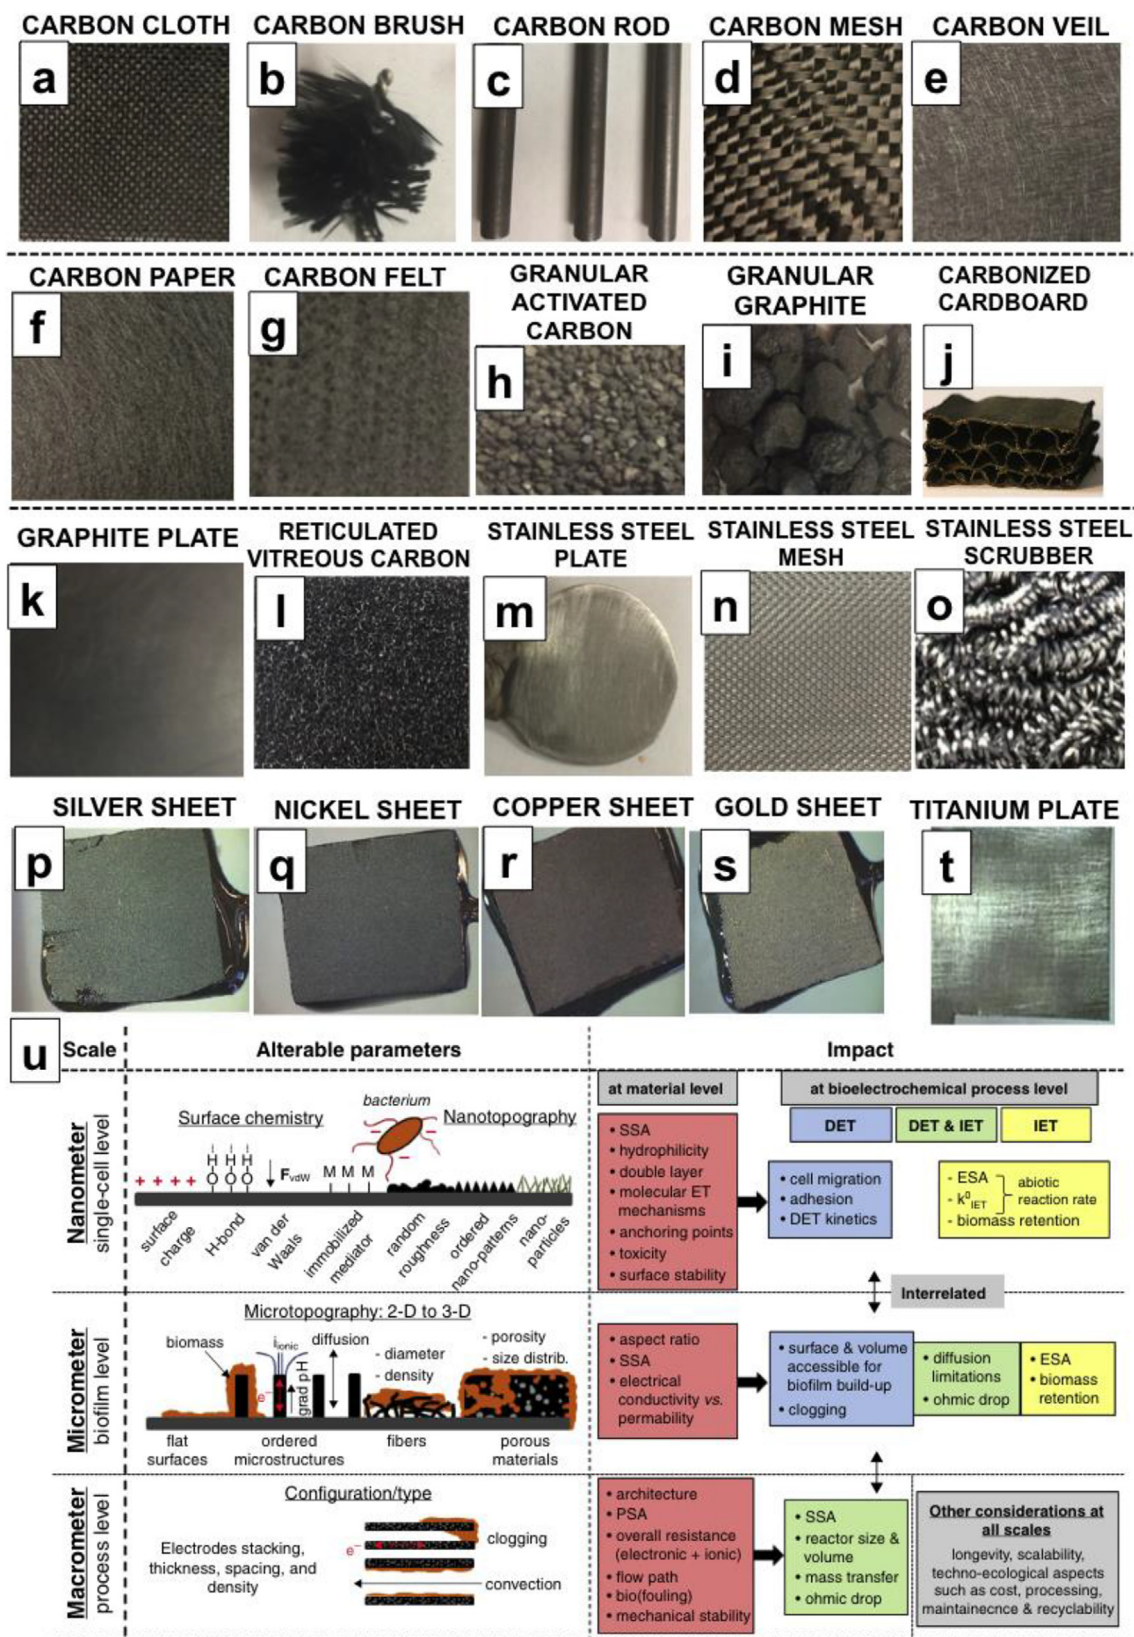 CARBON CLOTH
a
CARBON BRUSH
b
CARBON ROD
c
CARBON MESH
d
CARBON VEIL
e
CARBON PAPER
f
CARBON FELT
g
GRANULAR
ACTIVATED
CARBON
h
GRANULAR
GRAPHITE
i
CARBONIZED
CARDBOARD
j
GRAPHITE PLATE
k
RETICULATED
VITREOUS CARBON
l
STAINLESS STEEL
PLATE
m
STAINLESS STEEL
MESH
n
STAINLESS STEEL
SCRUBBER
o
SILVER SHEET
p
NICKEL SHEET
q
COPPER SHEET
r
GOLD SHEET
s
TITANIUM PLATE
t
u
Scale
Alterable parameters
Impact
at material level
at bioelectrochemical process level
DET
DET & IET
IET
Nanometer
single-cell level
Surface chemistry
bacterium
Nanotopography
+ + + +
H H H
O O O
FvdW
M M M
surface
charge
H-bond
van der
Waals
immobilized
mediator
random
roughness
ordered
nano-patterns
nano-
particles
• SSA
• hydrophilicity
• double layer
• molecular ET
mechanisms
• anchoring points
• toxicity
• surface stability
• cell migration
• adhesion
• DET kinetics
- ESA
- k⁰IET
abiotic
reaction rate
- biomass retention
Interrelated
Micrometer
biofilm level
Microtopography: 2-D to 3-D
biomass
iionic
diffusion
e⁻
grad pH
- diameter
- density
- porosity
- size distrib.
flat
surfaces
ordered
microstructures
fibers
porous
materials
• aspect ratio
• SSA
• electrical
conductivity vs.
permability
• surface & volume
accessible for
biofilm build-up
• clogging
• diffusion
limitations
• ohmic drop
• ESA
• biomass
retention
Macrometer
process level
Configuration/type
Electrodes stacking,
thickness, spacing, and
density
e⁻
clogging
convection
• architecture
• PSA
• overall resistance
(electronic + ionic)
• flow path
• bio(fouling)
• mechanical stability
• SSA
• reactor size &
volume
• mass transfer
• ohmic drop
Other considerations at
all scales
longevity, scalability,
techno-ecological aspects
such as cost, processing,
maintainecnce & recyclability